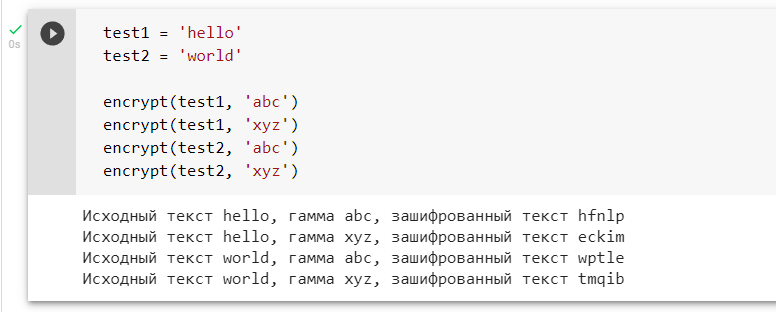 test1 = 'hello'
test2 = 'world'
encrypt(test1, 'abc')
encrypt(test1, 'xyz')
encrypt(test2, 'abc')
encrypt(test2, 'xyz')
0s
Исходный текст hello, гамма abc, зашифрованный текст hfnlp
Исходный текст hello, гамма xyz, зашифрованный текст eckim
Исходный текст world, гамма abc, зашифрованный текст wptle
Исходный текст world, гамма xyz, зашифрованный текст tmqib